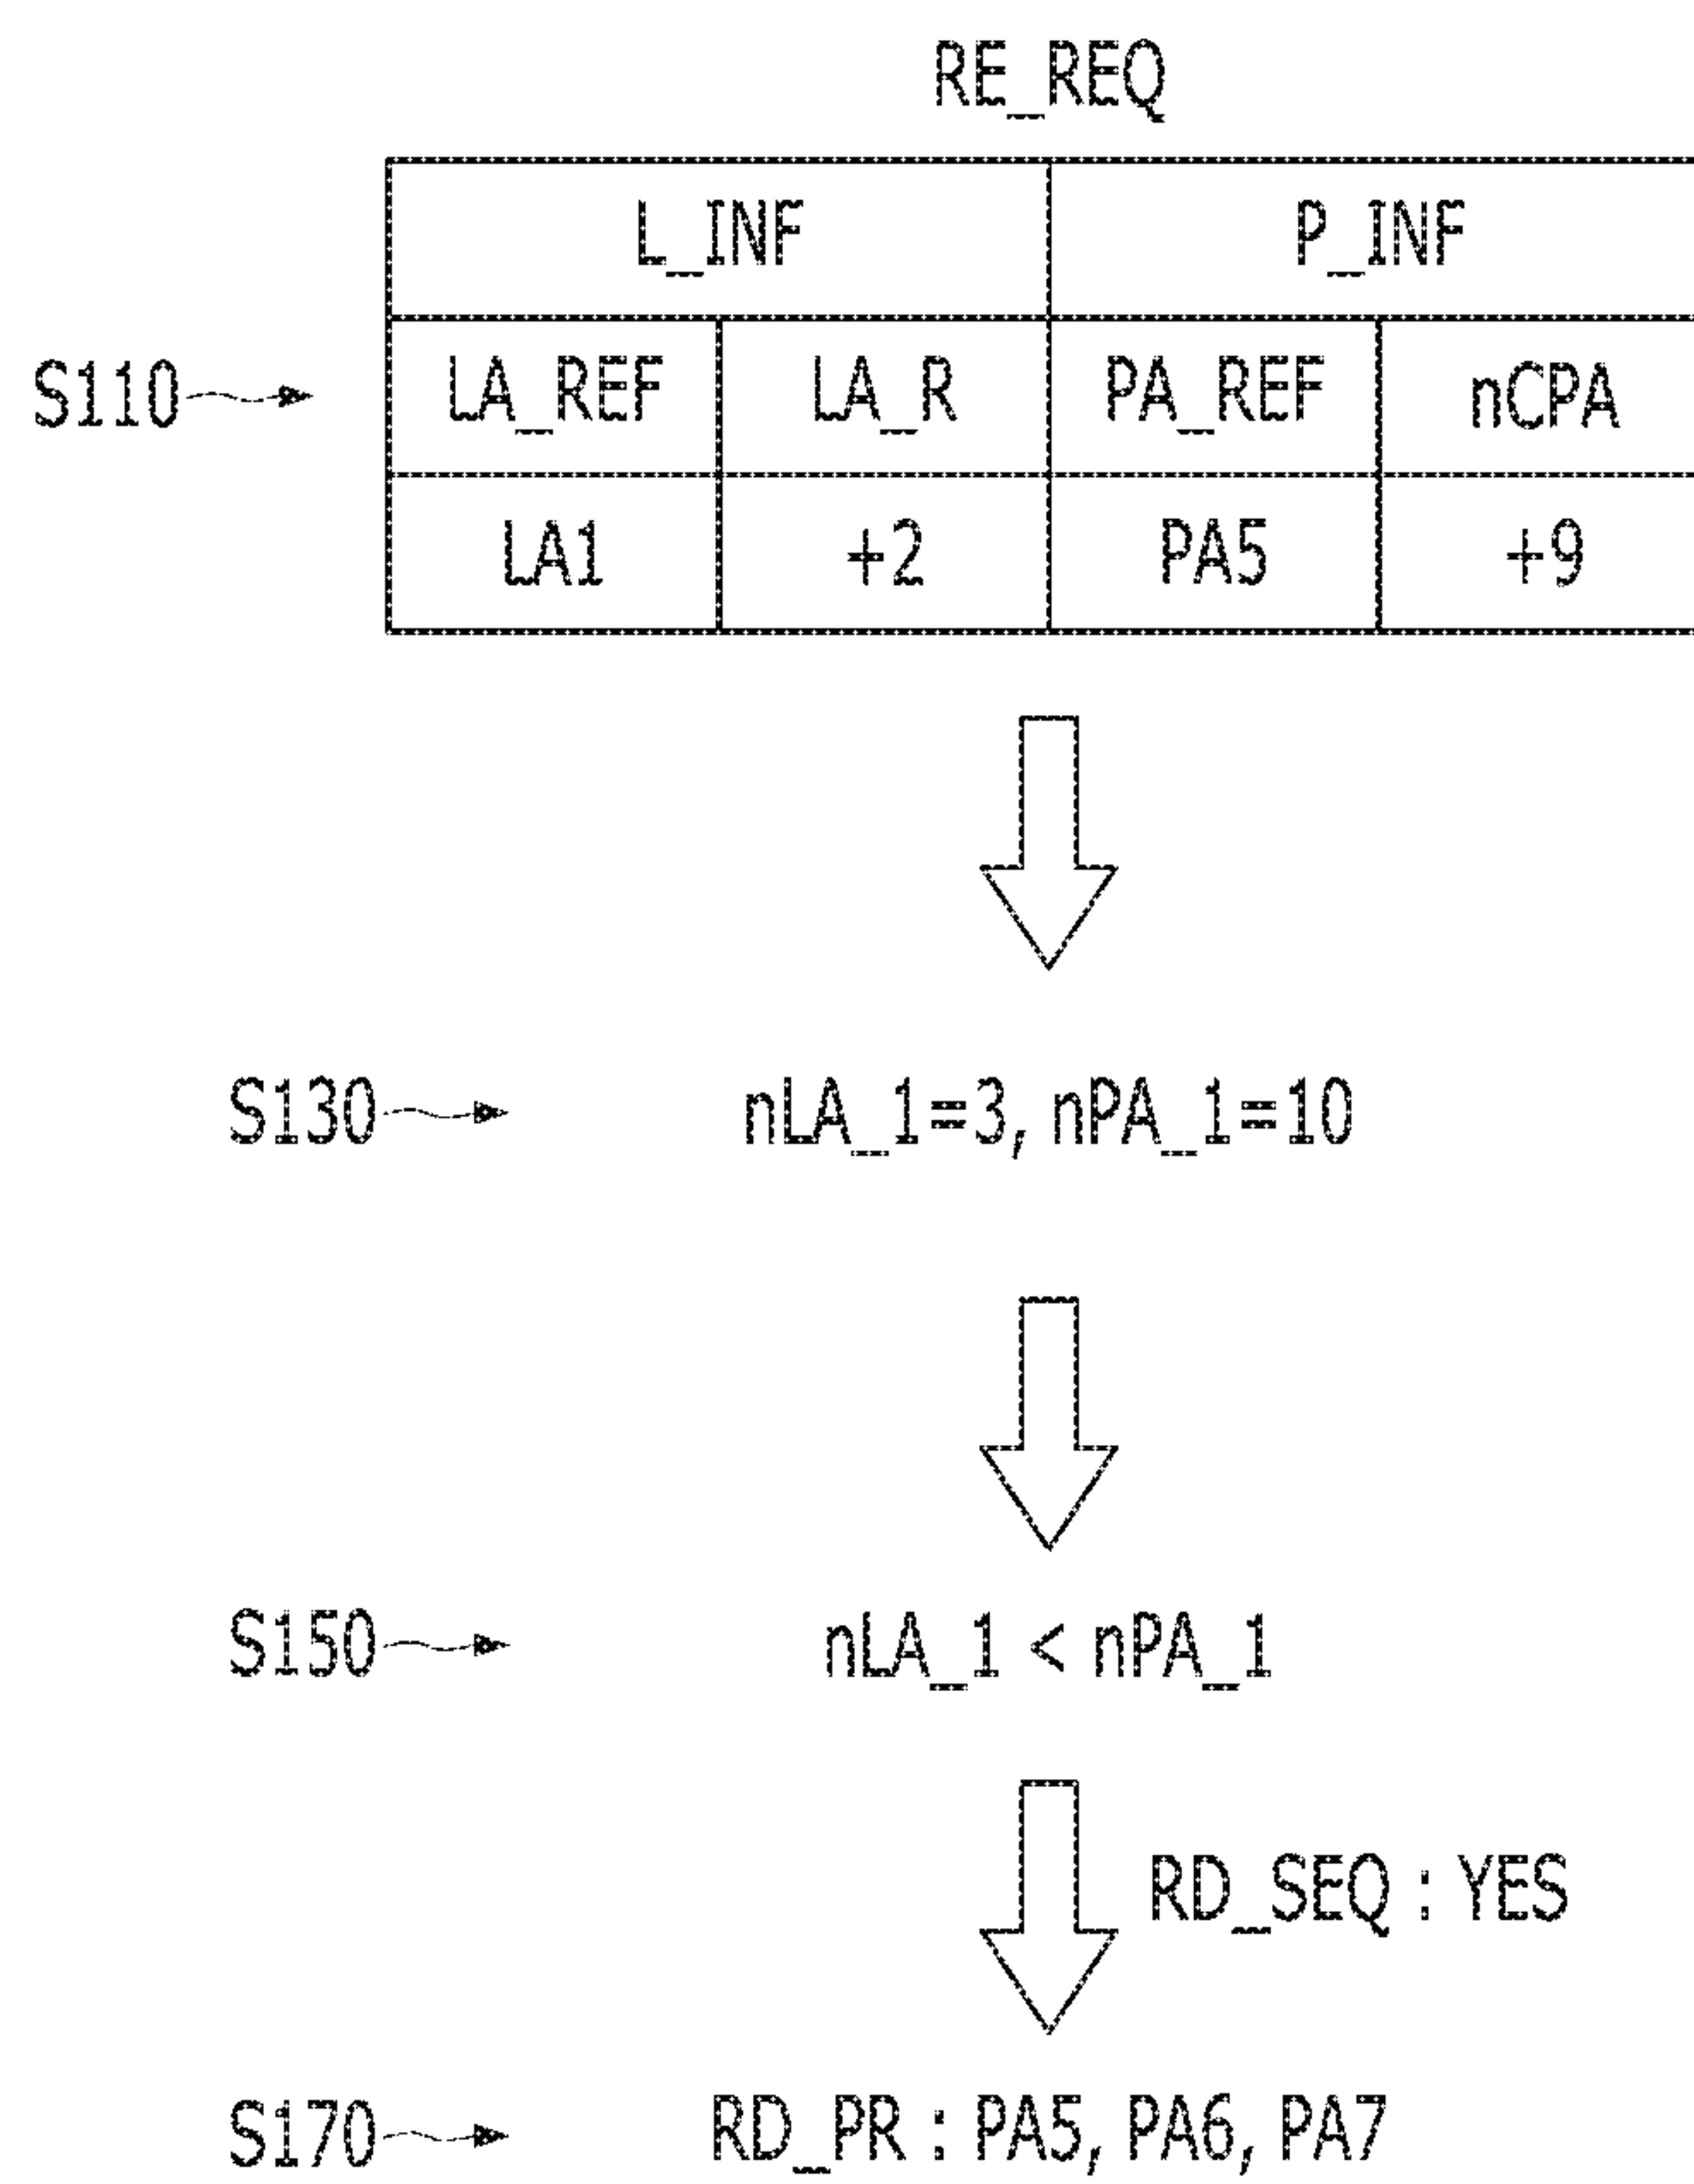 RE_REQ
L_INF P_INF
S110 LA_REF LA_R PA_REF nCPA
LA1 +2 PA5 +9
S130 nLA_1=3, nPA_1=10
S150 nLA_1 < nPA_1
RD_SEQ : YES
S170 RD_PR : PA5, PA6, PA7